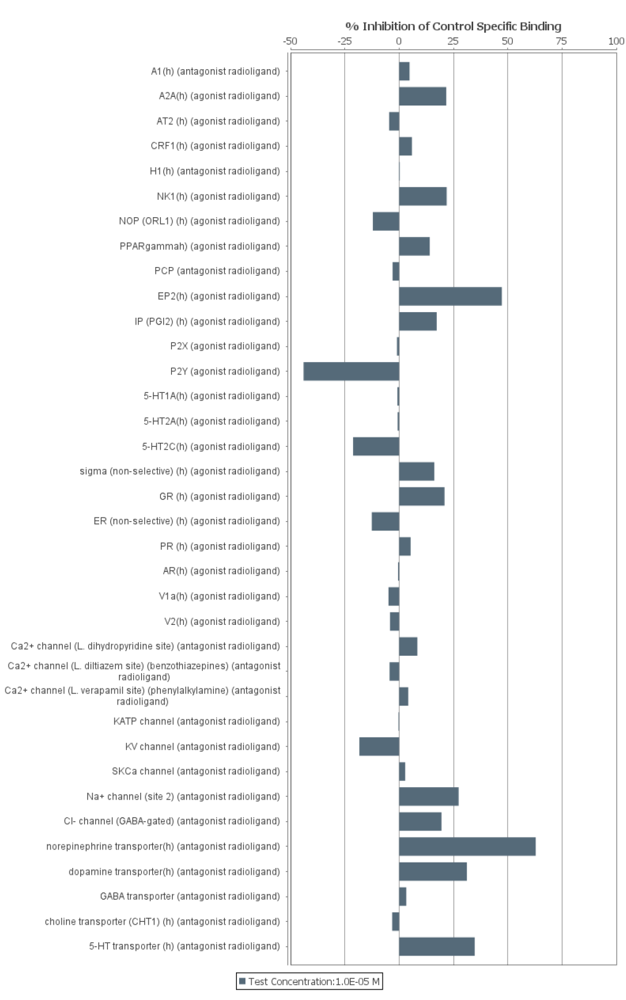 % Inhibition of Control Specific Binding
-50 -25 0 25 50 75 100
A1(h) (antagonist radioligand)
A2A(h) (agonist radioligand)
AT2 (h) (agonist radioligand)
CRF1(h) (agonist radioligand)
H1(h) (antagonist radioligand)
NK1(h) (agonist radioligand)
NOP (ORL1) (h) (agonist radioligand)
PPARgammah) (agonist radioligand)
PCP (antagonist radioligand)
EP2(h) (agonist radioligand)
IP (PGI2) (h) (agonist radioligand)
P2X (agonist radioligand)
P2Y (agonist radioligand)
5-HT1A(h) (agonist radioligand)
5-HT2A(h) (agonist radioligand)
5-HT2C(h) (agonist radioligand)
sigma (non-selective) (h) (agonist radioligand)
GR (h) (agonist radioligand)
ER (non-selective) (h) (agonist radioligand)
PR (h) (agonist radioligand)
AR(h) (agonist radioligand)
V1a(h) (agonist radioligand)
V2(h) (agonist radioligand)
Ca2+ channel (L. dihydropyridine site) (antagonist radioligand)
Ca2+ channel (L. diltiazem site) (benzothiazepines) (antagonist
radioligand)
Ca2+ channel (L. verapamil site) (phenylalkylamine) (antagonist
radioligand)
KATP channel (antagonist radioligand)
KV channel (antagonist radioligand)
SKCa channel (antagonist radioligand)
Na+ channel (site 2) (antagonist radioligand)
Cl- channel (GABA-gated) (antagonist radioligand)
norepinephrine transporter(h) (antagonist radioligand)
dopamine transporter(h) (antagonist radioligand)
GABA transporter (antagonist radioligand)
choline transporter (CHT1) (h) (antagonist radioligand)
5-HT transporter (h) (antagonist radioligand)
Test Concentration:1.0E-05 M